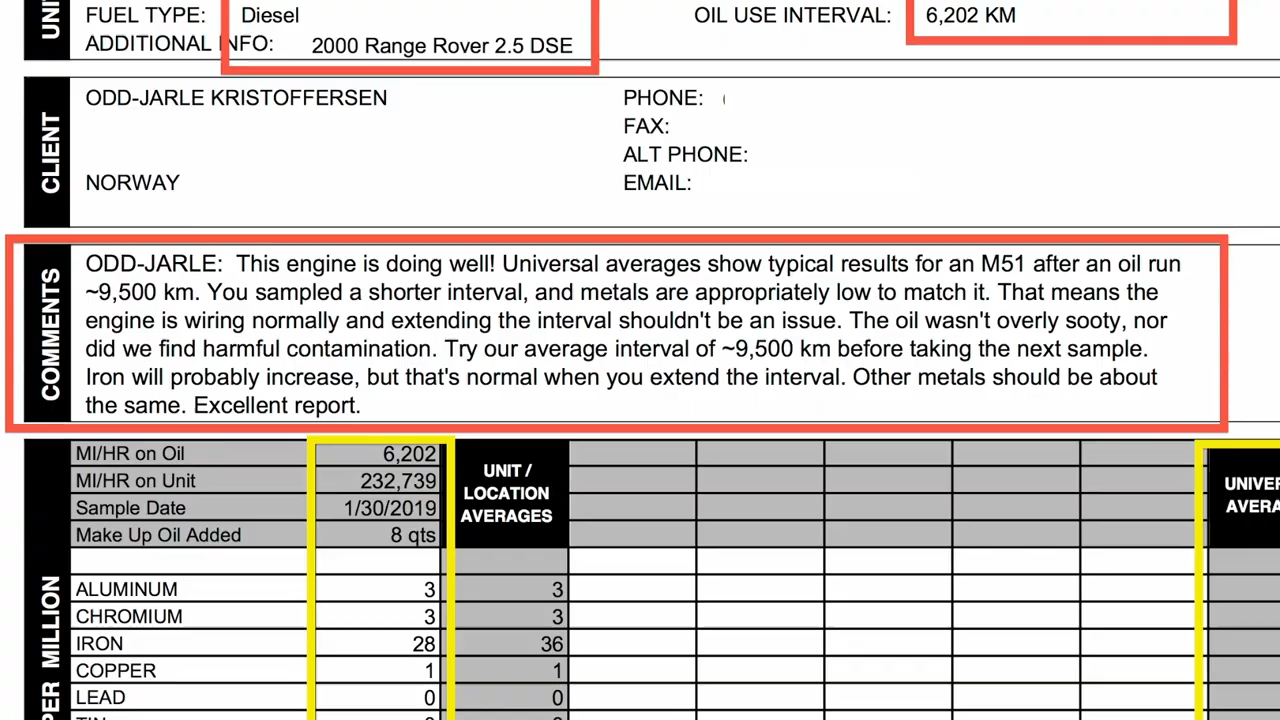 FUEL TYPE: Diesel OIL USE INTERVAL: 6,202 KM
ADDITIONAL INFO: 2000 Range Rover 2.5 DSE
CLIENT
ODD-JARLE KRISTOFFERSEN PHONE:
FAX:
ALT PHONE:
NORWAY EMAIL:
COMMENTS
ODD-JARLE: This engine is doing well! Universal averages show typical results for an M51 after an oil run
~9,500 km. You sampled a shorter interval, and metals are appropriately low to match it. That means the
engine is wiring normally and extending the interval shouldn't be an issue. The oil wasn't overly sooty, nor
did we find harmful contamination. Try our average interval of ~9,500 km before taking the next sample.
Iron will probably increase, but that's normal when you extend the interval. Other metals should be about
the same. Excellent report.
MI/HR on Oil 6,202
MI/HR on Unit 232,739
Sample Date 1/30/2019
Make Up Oil Added 8 qts
UNIT /
LOCATION
AVERAGES
PER MILLION
ALUMINUM 3 3
CHROMIUM 3 3
IRON 28 36
COPPER 1 1
LEAD 0 0